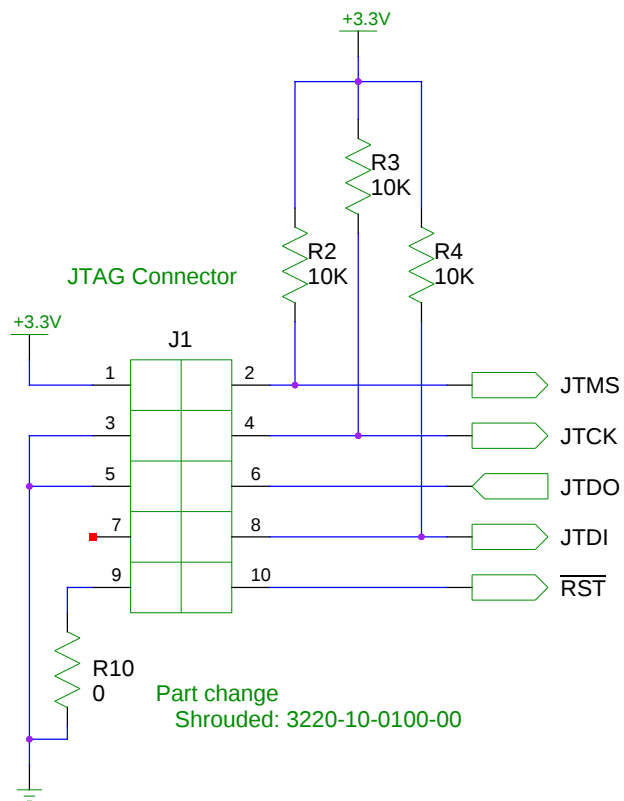 +3.3V
R3
10K
R2
10K
R4
10K
JTAG Connector
+3.3V
J1
1
2
JTMS
3
4
JTCK
5
6
JTDO
7
8
JTDI
9
10
RST
R10
0
Part change
Shrouded: 3220-10-0100-00